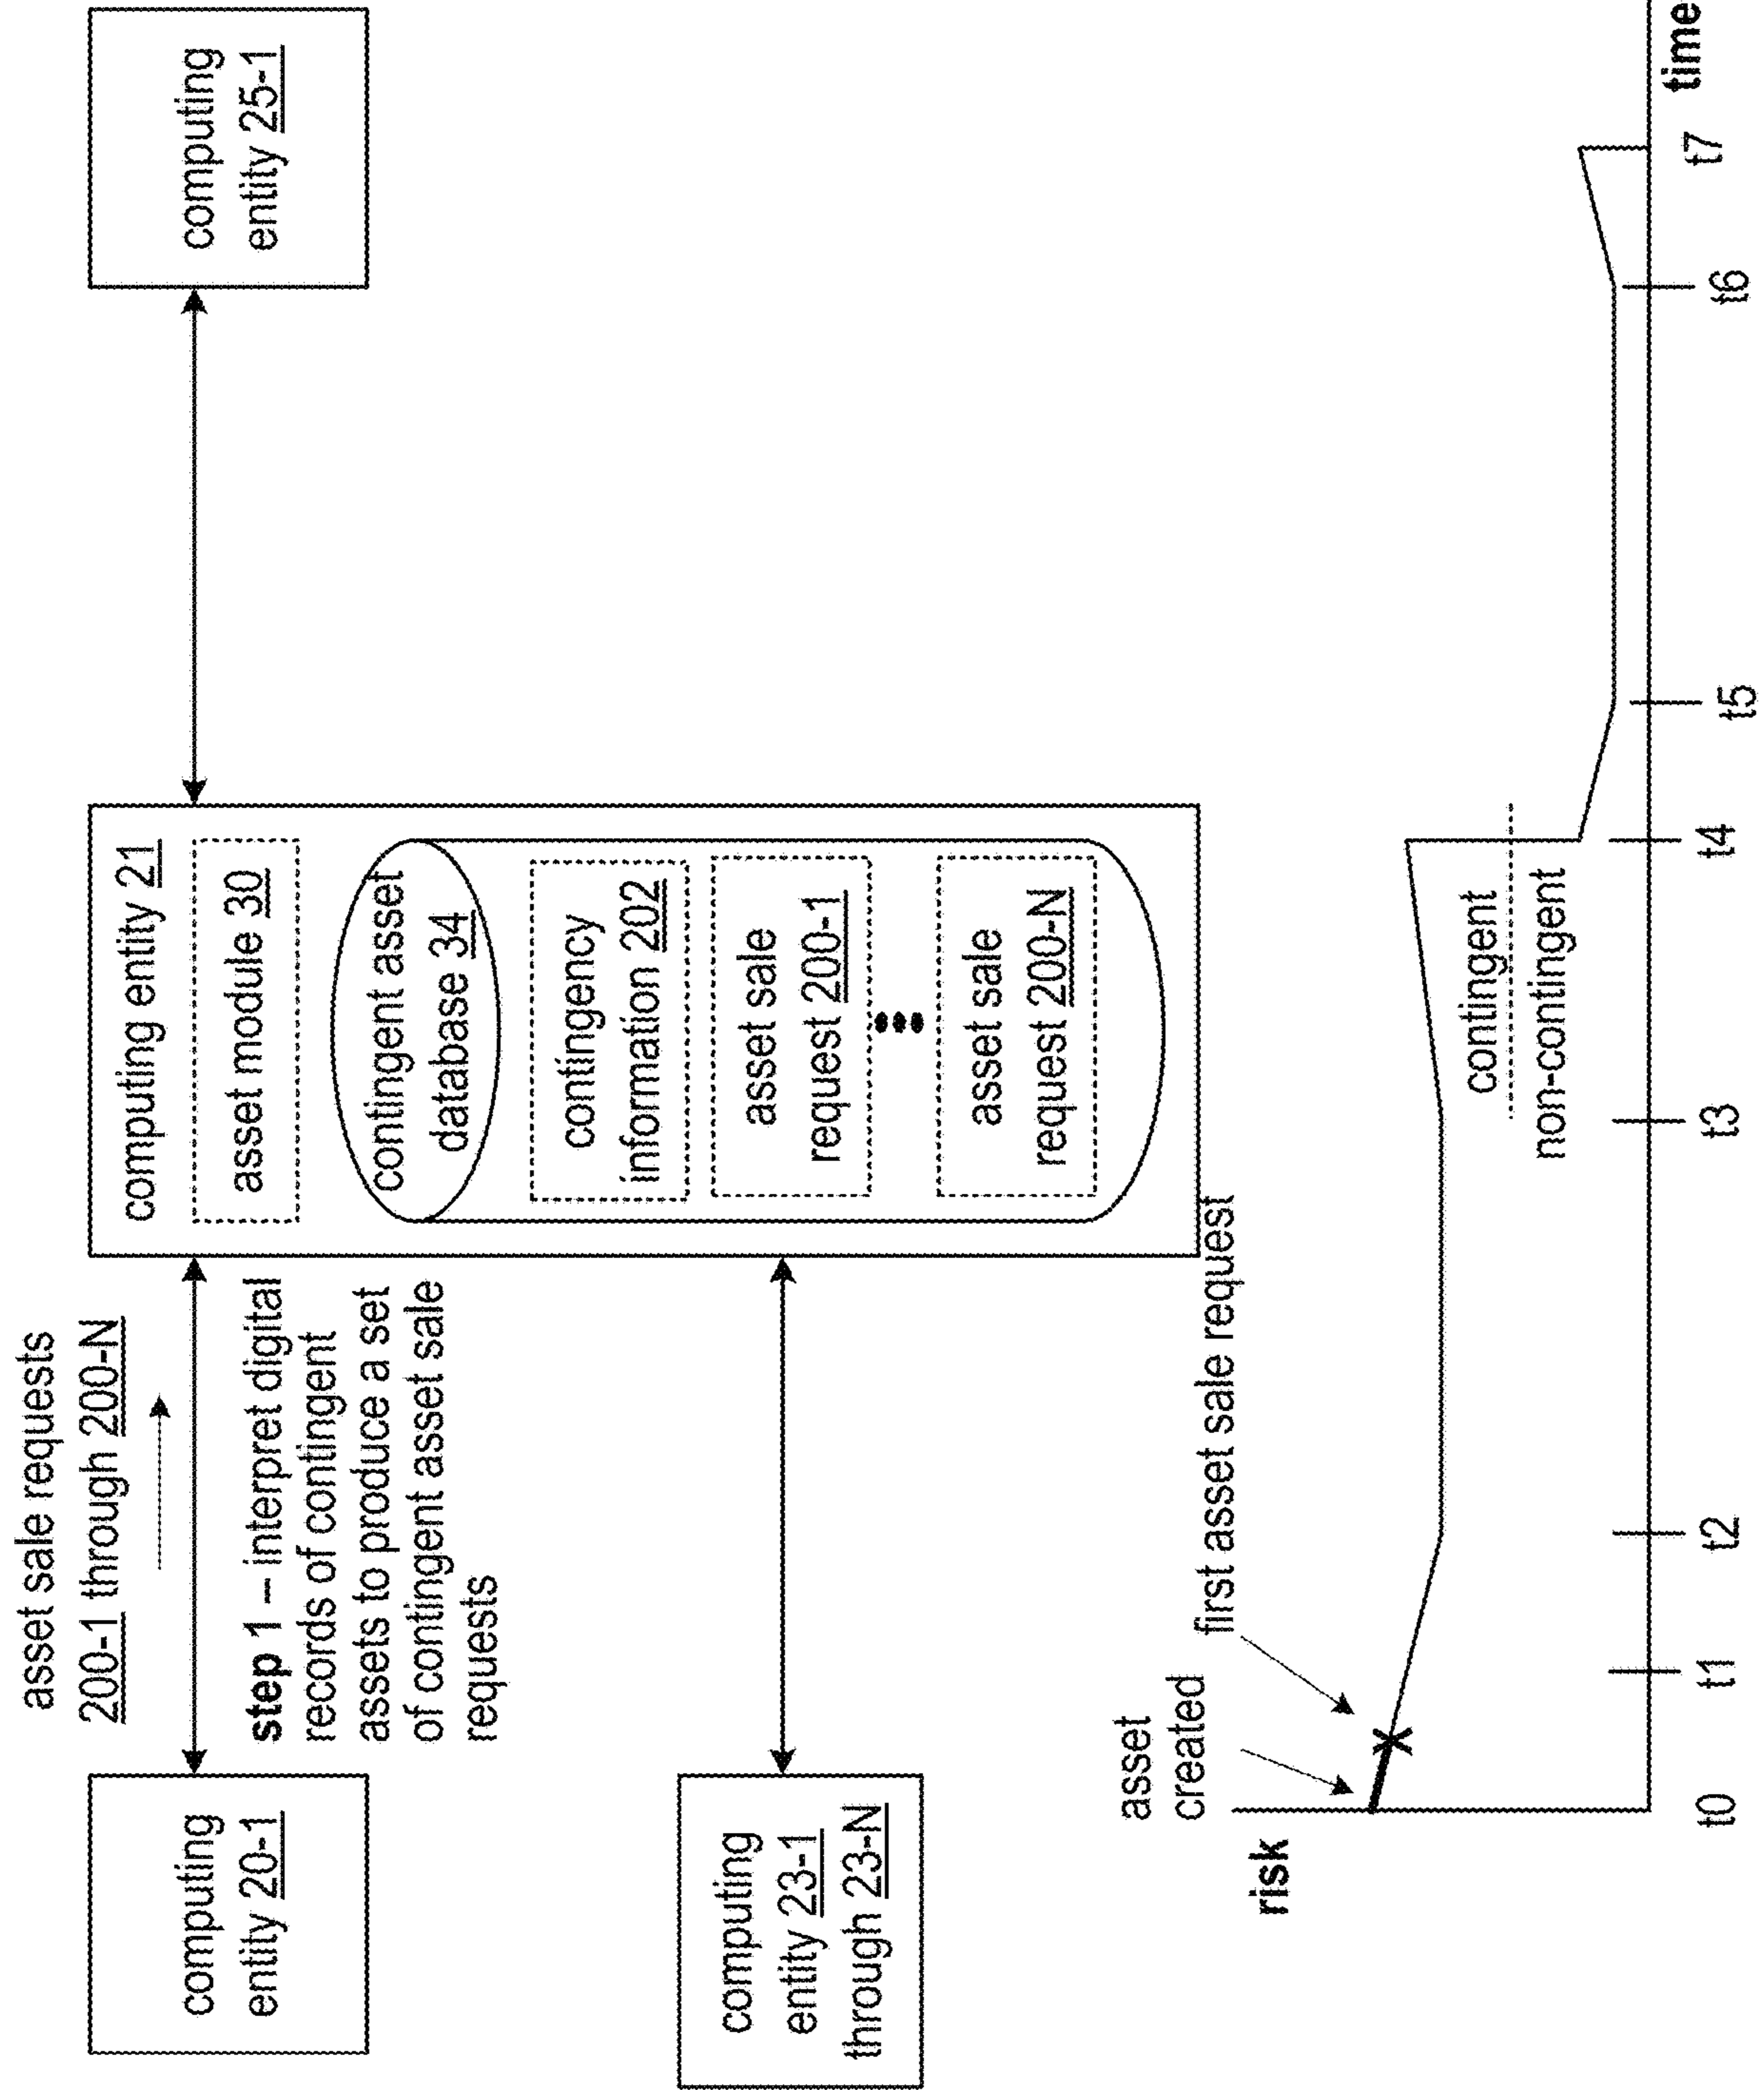 asset sale requests
200-1 through 200-N
computing
entity 20-1
step 1 – interpret digital
records of contingent
assets to produce a set
of contingent asset sale
requests
computing entity 21
asset module 30
contingent asset
database 34
contingency
information 202
asset sale
request 200-1
asset sale
request 200-N
computing
entity 25-1
computing
entity 23-1
through 23-N
risk
asset
created
first asset sale request
contingent
non-contingent
t0
t1
t2
t3
t4
t5
t6
t7
time